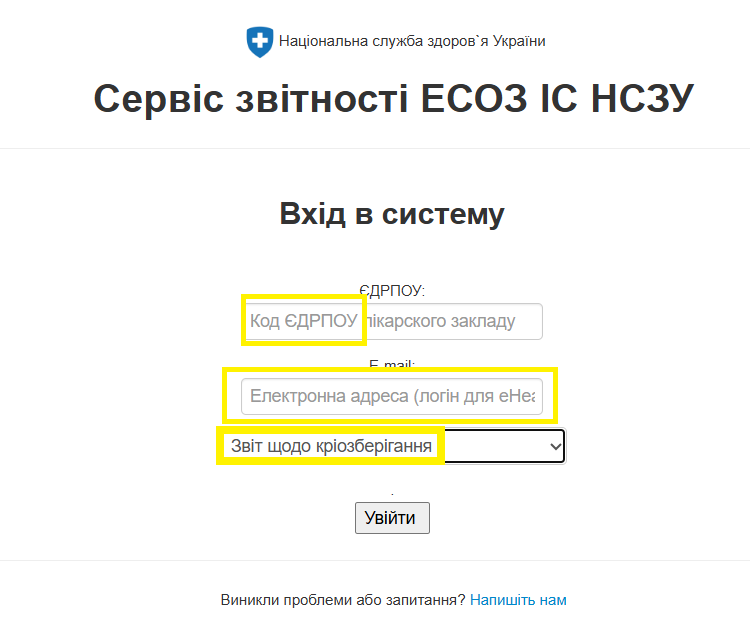 Національна служба здоров`я України
Сервіс звітності ЕСОЗ ІС НСЗУ
Вхід в систему
ЄДРПОУ:
Код ЄДРПОУ лікарского закладу
E-mail:
Електронна адреса (логін для eHea
Звіт щодо кріозберігання
.
Увійти
Виникли проблеми або запитання? Напишіть нам